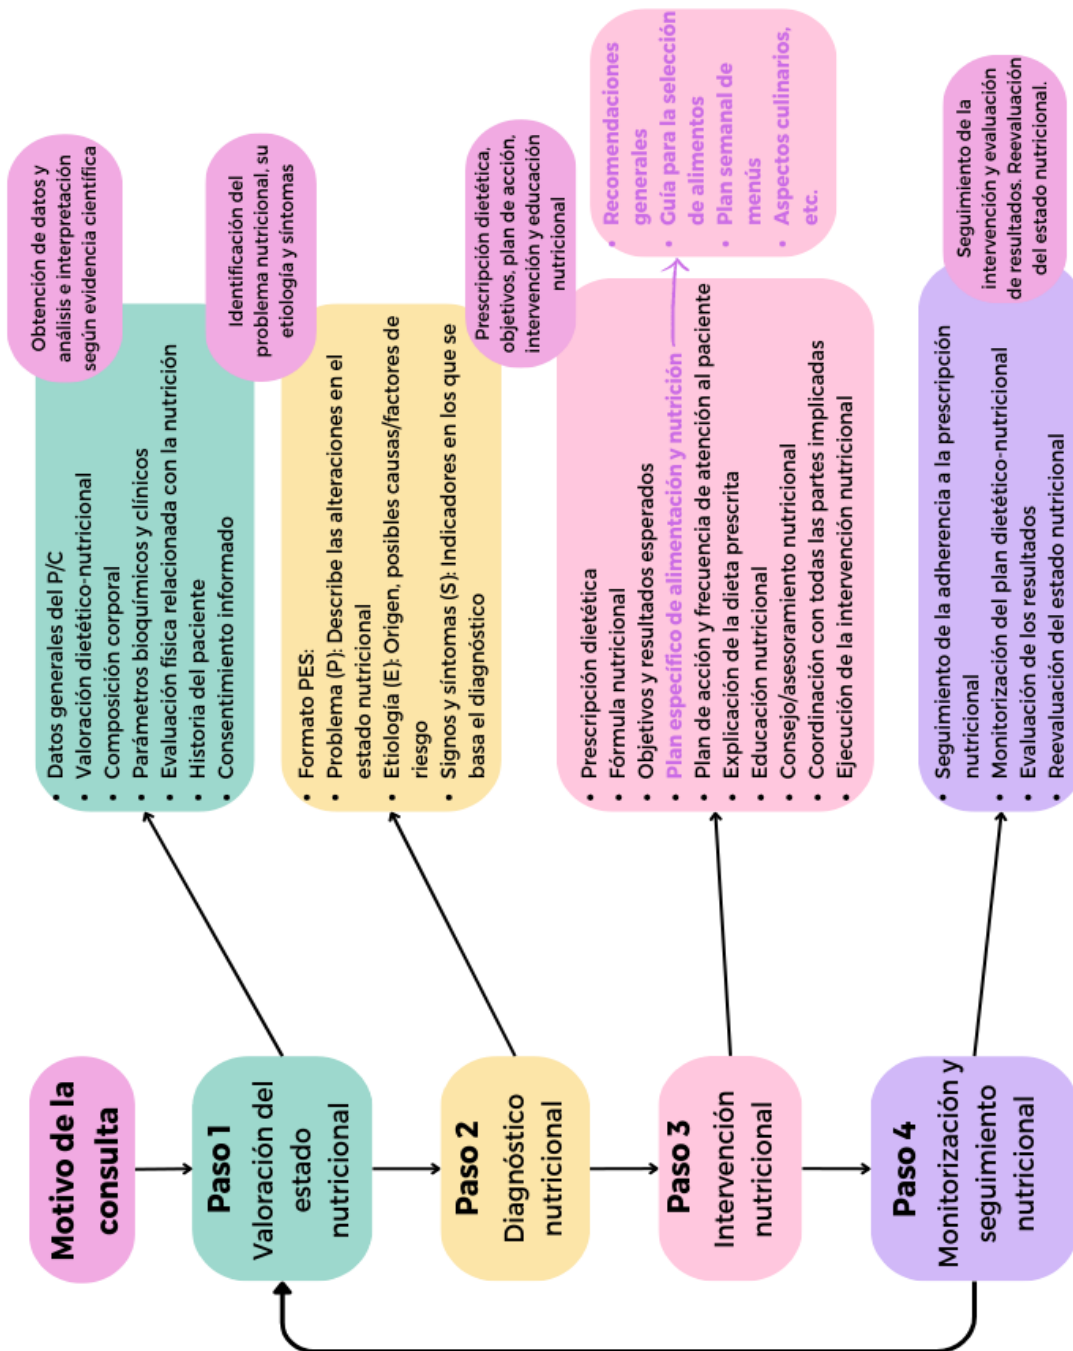 Motivo de la
consulta
Paso 1
Valoración del
estado
nutricional
Obtención de datos y
análisis e interpretación
según evidencia científica
• Datos generales del P/C
• Valoración dietético-nutricional
• Composición corporal
• Parámetros bioquímicos y clínicos
• Evaluación física relacionada con la nutrición
• Historia del paciente
• Consentimiento informado
Paso 2
Diagnóstico
nutricional
Identificación del
problema nutricional, su
etiología y síntomas
• Formato PES:
• Problema (P): Describe las alteraciones en el
estado nutricional
• Etiología (E): Origen, posibles causas/factores de
riesgo
• Signos y síntomas (S): Indicadores en los que se
basa el diagnóstico
Paso 3
Intervención
nutricional
Prescripción dietética,
objetivos, plan de acción,
intervención y educación
nutricional
• Prescripción dietética
• Fórmula nutricional
• Objetivos y resultados esperados
• Plan específico de alimentación y nutrición
• Plan de acción y frecuencia de atención al paciente
• Explicación de la dieta prescrita
• Educación nutricional
• Consejo/asesoramiento nutricional
• Coordinación con todas las partes implicadas
• Ejecución de la intervención nutricional
• Recomendaciones
generales
• Guía para la selección
de alimentos
• Plan semanal de
menús
• Aspectos culinarios,
etc.
Paso 4
Monitorización y
seguimiento
nutricional
Seguimiento de la
intervención y evaluación
de resultados. Reevaluación
del estado nutricional.
• Seguimiento de la adherencia a la prescripción
nutricional
• Monitorización del plan dietético-nutricional
• Evaluación de los resultados
• Reevaluación del estado nutricional